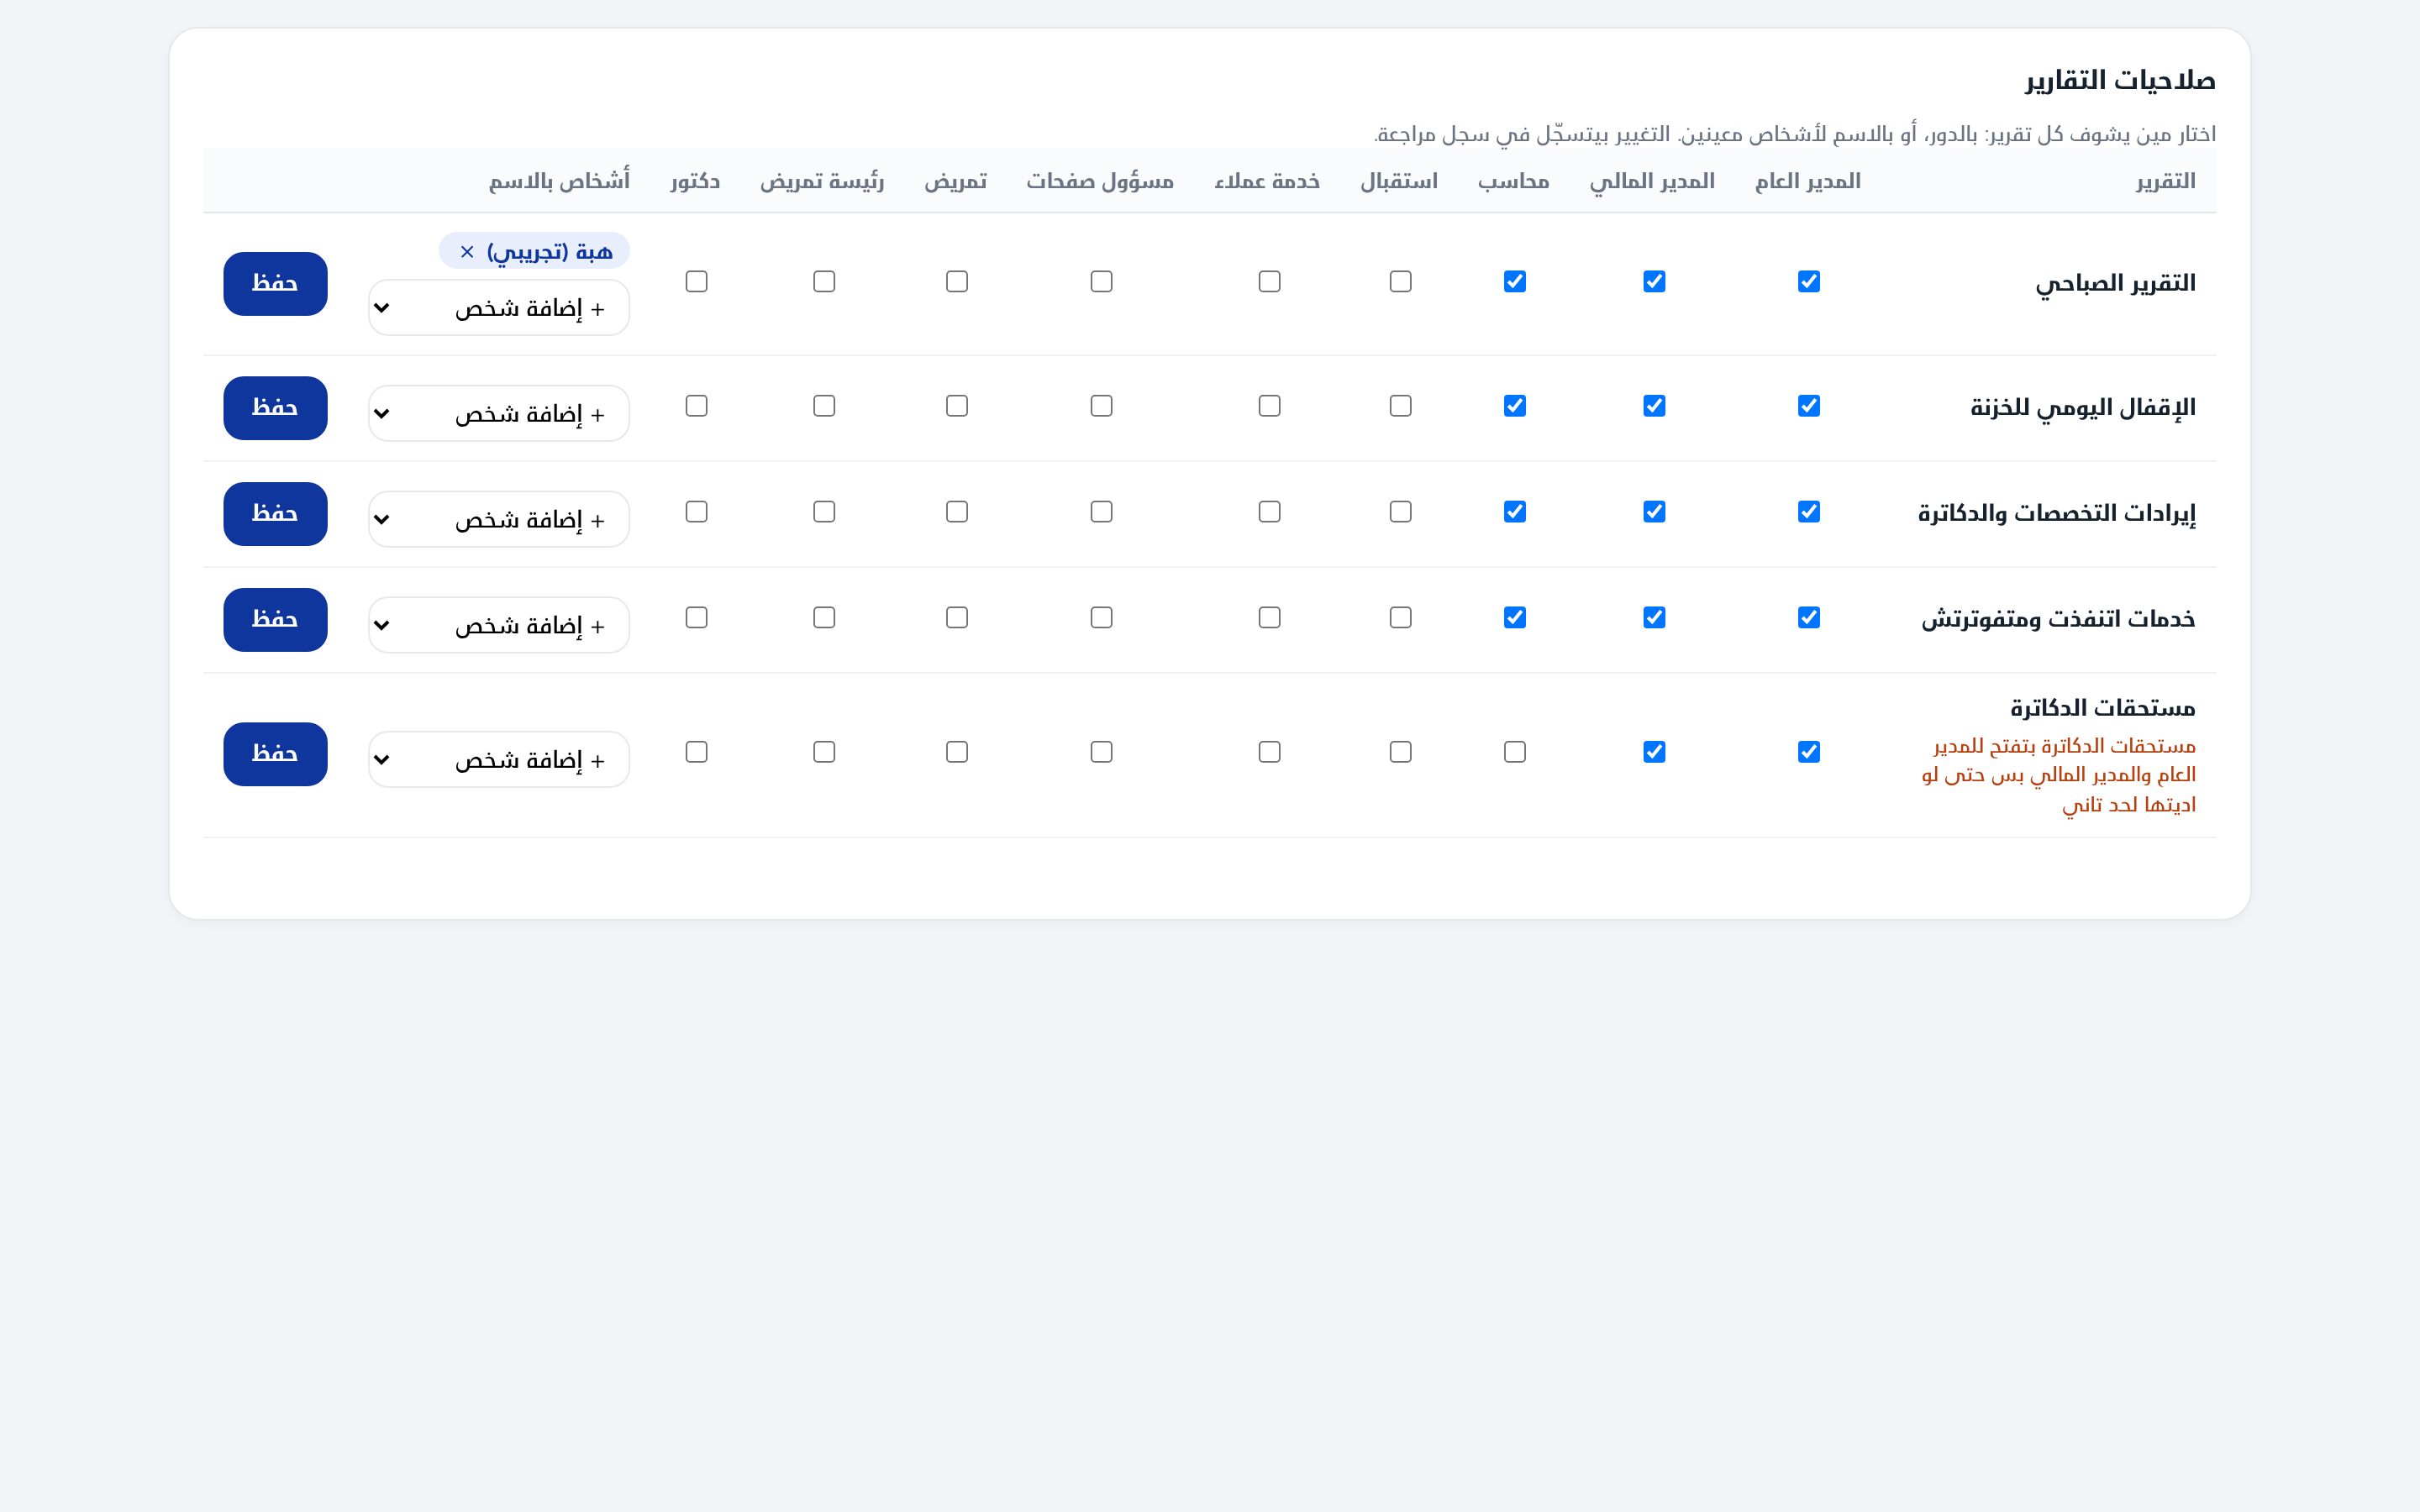 صلاحيات التقارير
اختار مين يشوف كل تقرير: بالدور، أو بالاسم لأشخاص معينين. التغيير بيتسجّل في سجل مراجعة.
التقرير المدير العام المدير المالي محاسب استقبال خدمة عملاء مسؤول صفحات تمريض رئيسة تمريض دكتور أشخاص بالاسم
التقرير الصباحي
هبة (تجريبي) ×
+ إضافة شخص
حفظ
الإقفال اليومي للخزنة
+ إضافة شخص
حفظ
إيرادات التخصصات والدكاترة
+ إضافة شخص
حفظ
خدمات اتنفذت ومتفوترتش
+ إضافة شخص
حفظ
مستحقات الدكاترة
مستحقات الدكاترة بتفتح للمدير
العام والمدير المالي بس حتى لو
اديتها لحد تاني
+ إضافة شخص
حفظ